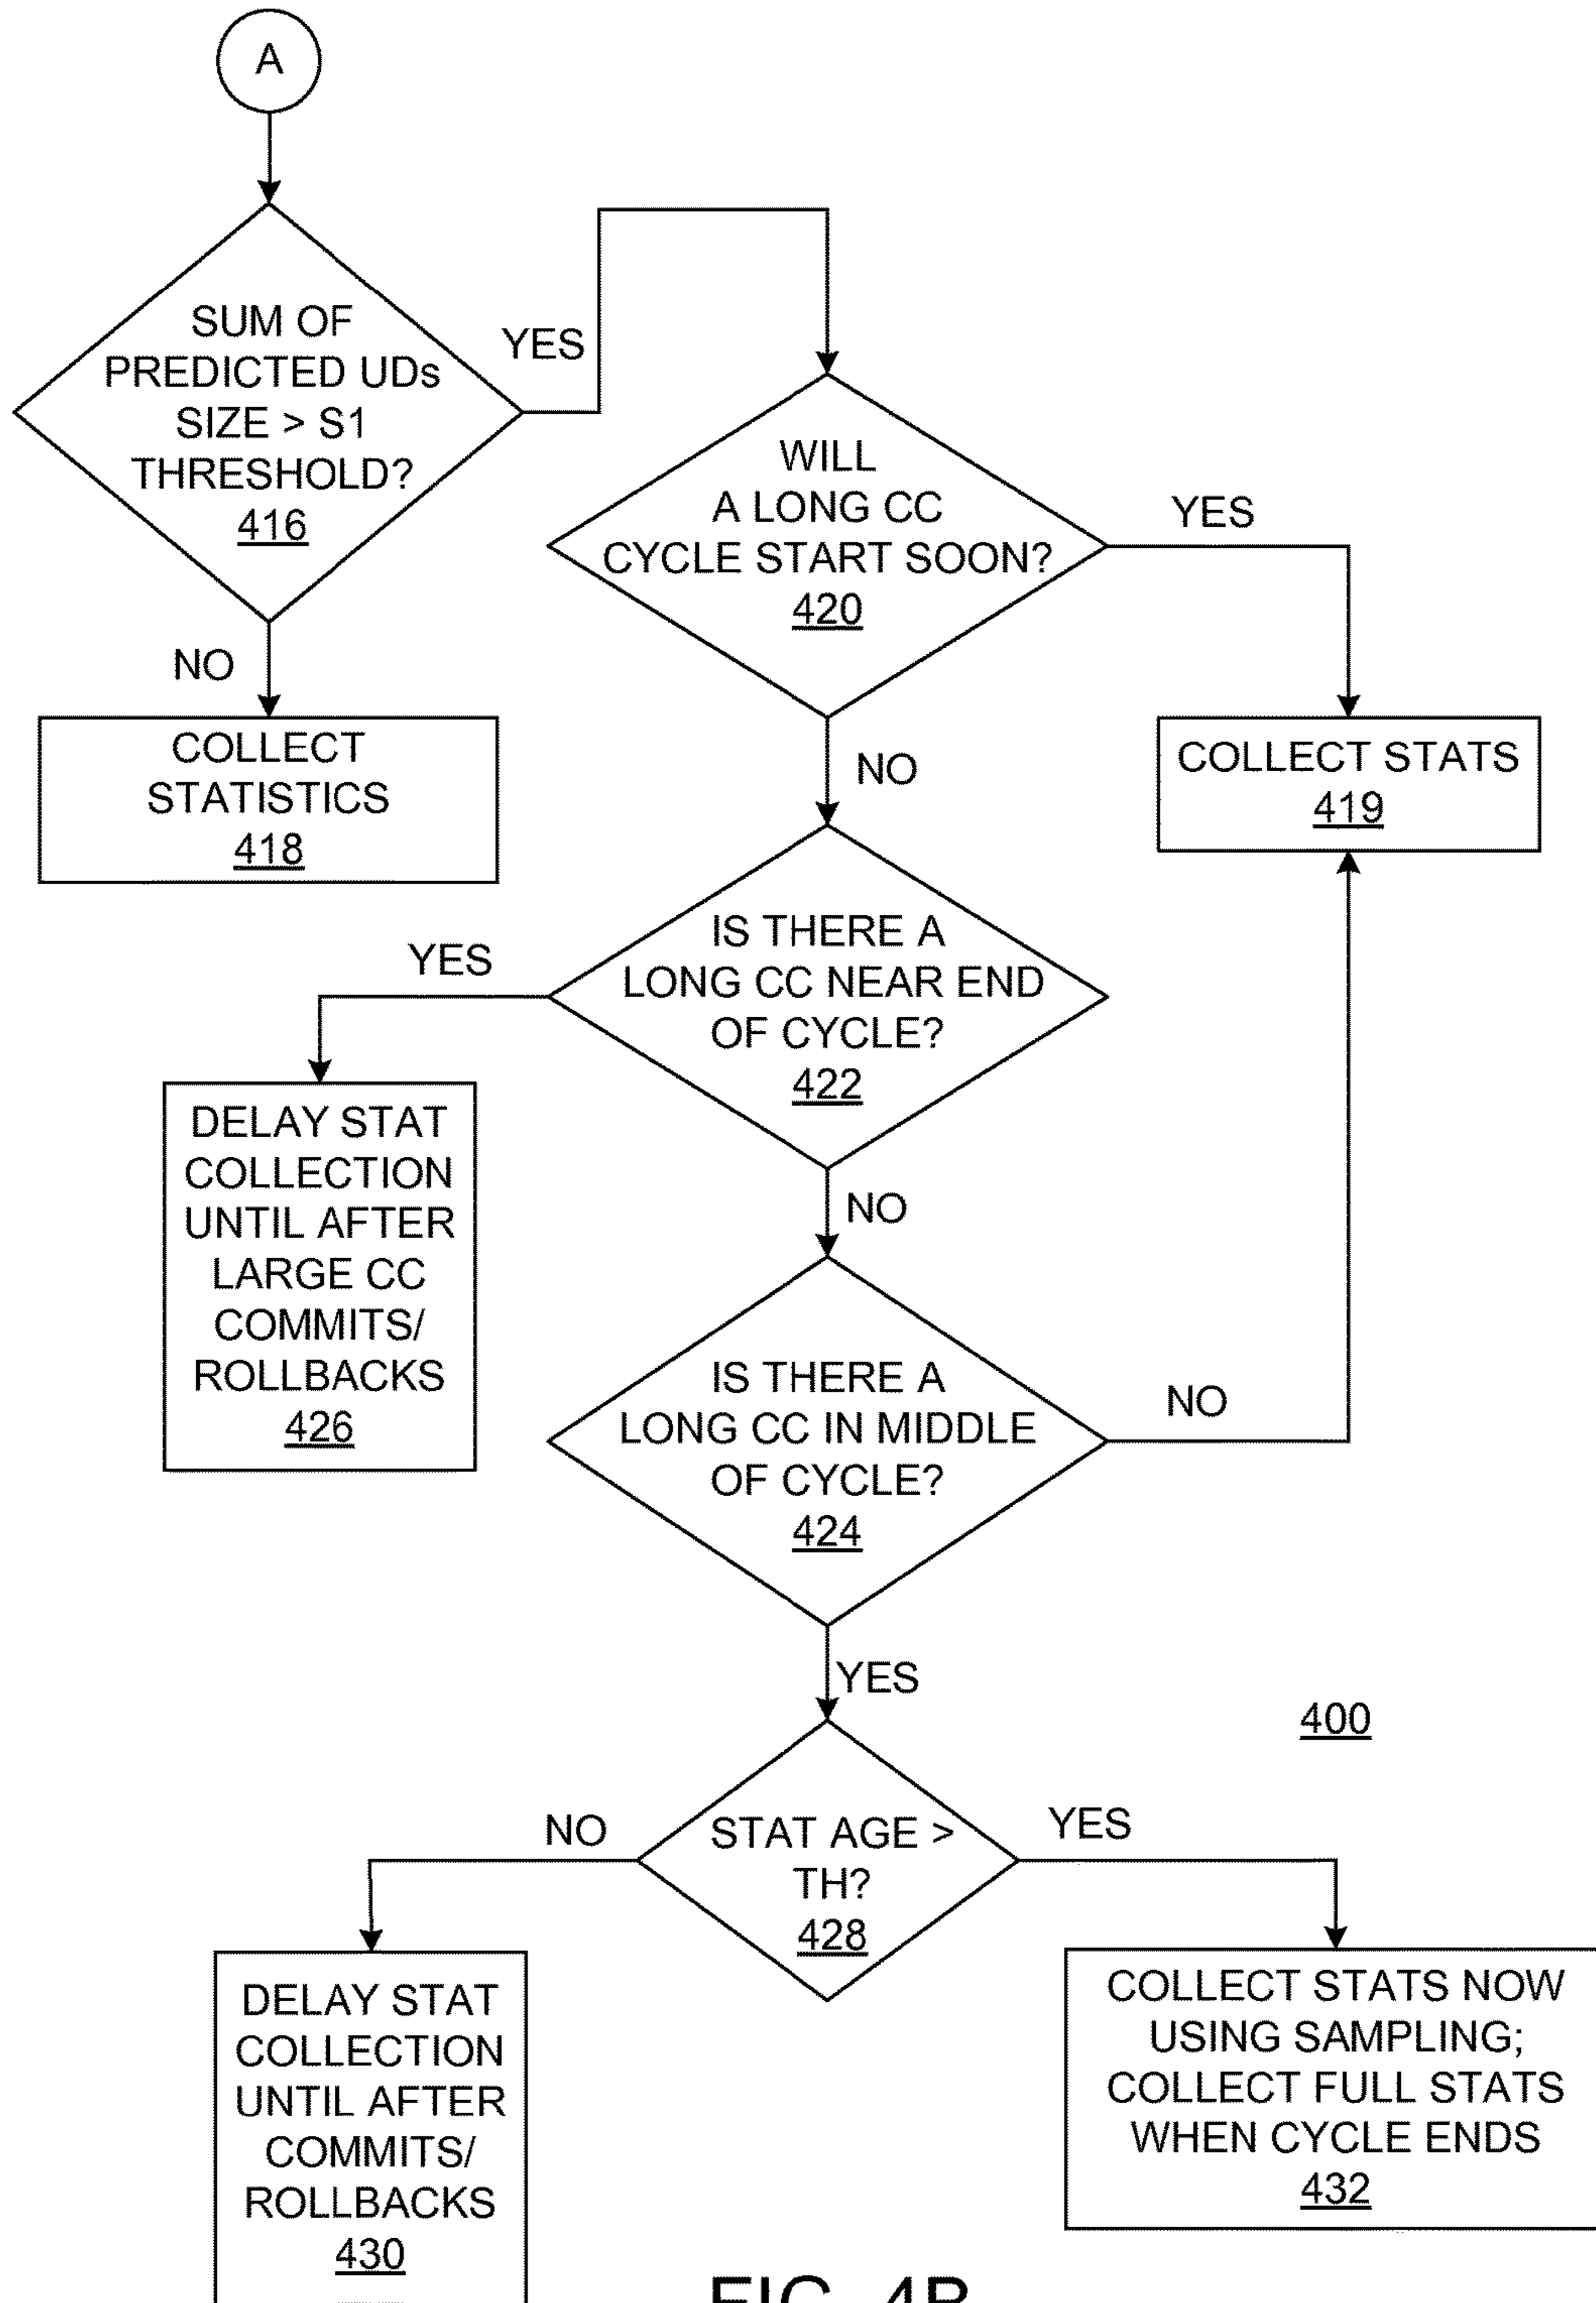 A
SUM OF
PREDICTED UDs
SIZE > S1
THRESHOLD?
416
YES
NO
COLLECT
STATISTICS
418
WILL
A LONG CC
CYCLE START SOON?
420
YES
NO
COLLECT STATS
419
IS THERE A
LONG CC NEAR END
OF CYCLE?
422
YES
NO
DELAY STAT
COLLECTION
UNTIL AFTER
LARGE CC
COMMITS/
ROLLBACKS
426
IS THERE A
LONG CC IN MIDDLE
OF CYCLE?
424
NO
YES
400
STAT AGE >
TH?
428
NO
YES
DELAY STAT
COLLECTION
UNTIL AFTER
COMMITS/
ROLLBACKS
430
COLLECT STATS NOW
USING SAMPLING;
COLLECT FULL STATS
WHEN CYCLE ENDS
432
FIG. 4B